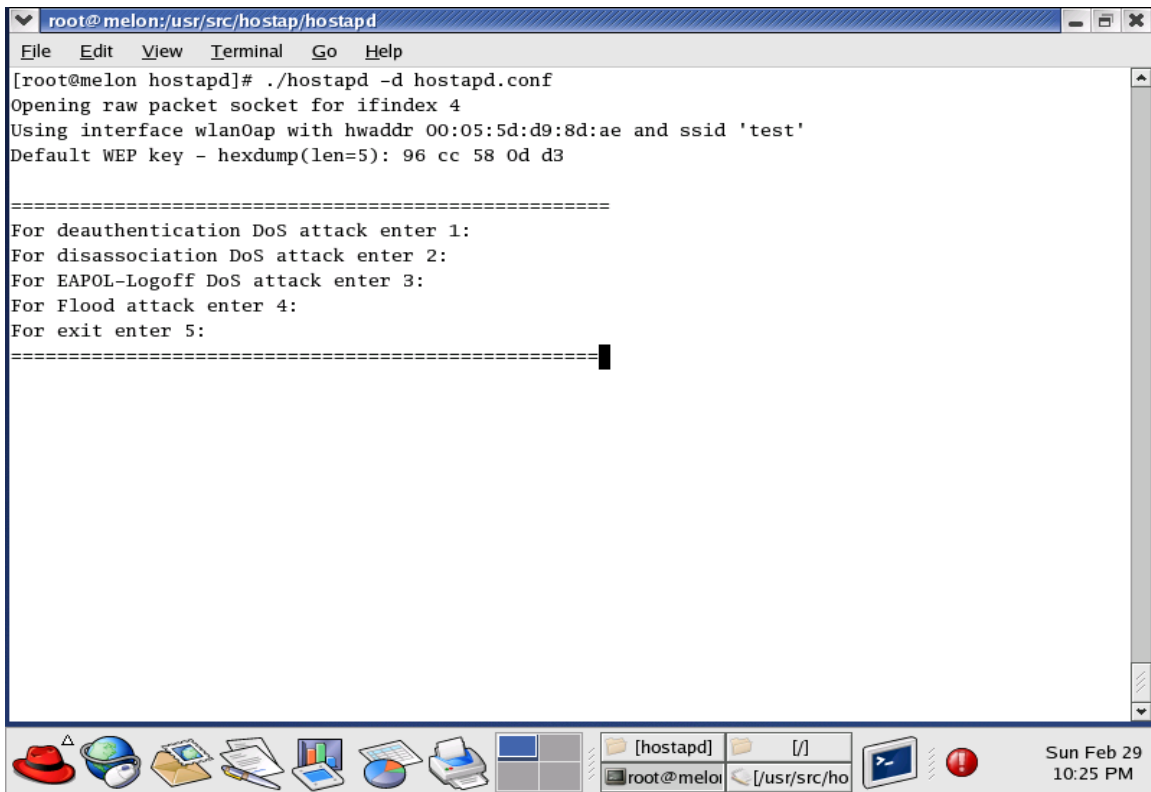 root@melon:/usr/src/hostap/hostapd
File Edit View Terminal Go Help
[root@melon hostapd]# ./hostapd -d hostapd.conf
Opening raw packet socket for ifindex 4
Using interface wlan0ap with hwaddr 00:05:5d:d9:8d:ae and ssid 'test'
Default WEP key - hexdump(len=5): 96 cc 58 0d d3
====================================================
For deauthentication DoS attack enter 1:
For disassociation DoS attack enter 2:
For EAPOL-Logoff DoS attack enter 3:
For Flood attack enter 4:
For exit enter 5:
===================================================
[hostapd] [/]
root@melo [/usr/src/ho
Sun Feb 29
10:25 PM